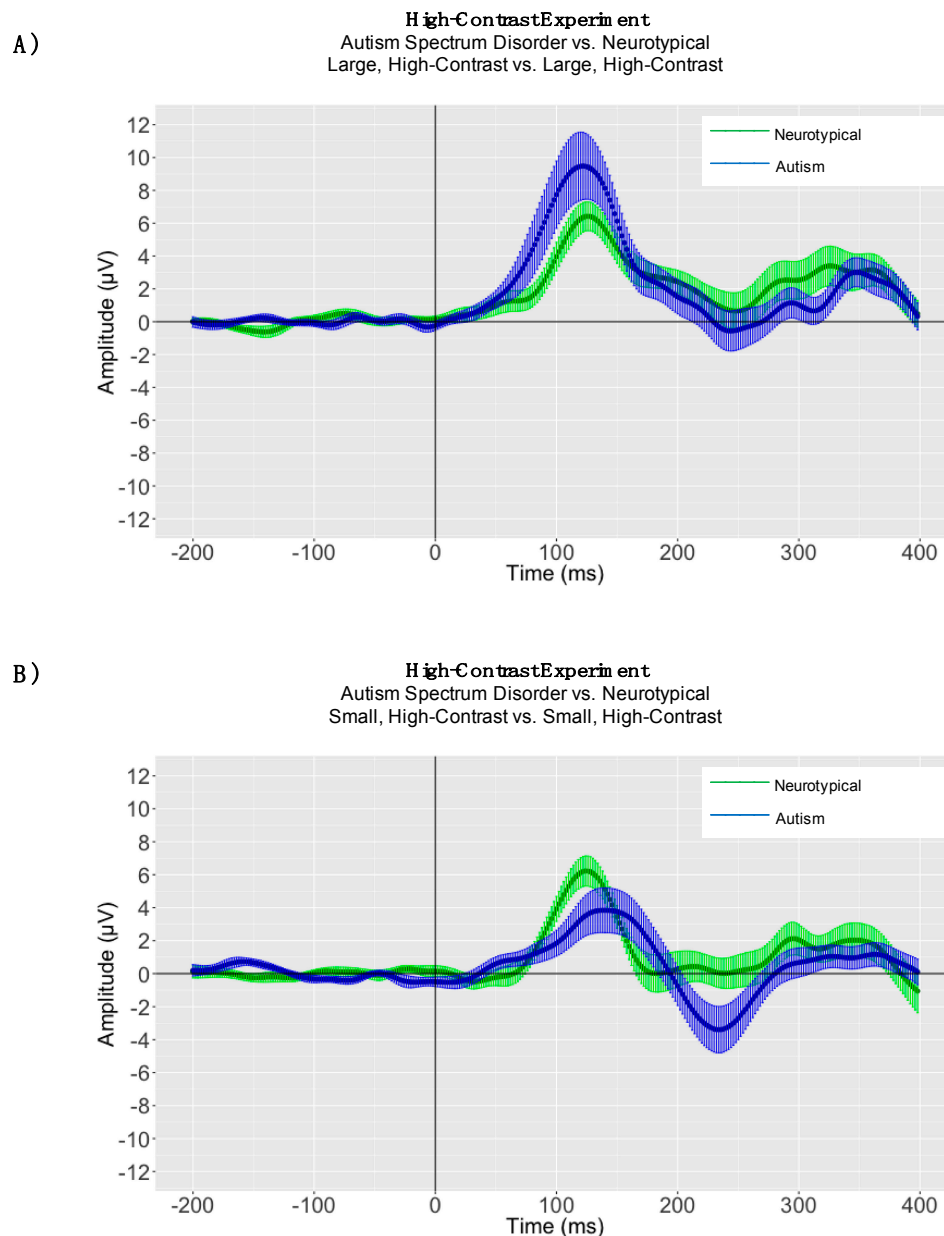 A)
High-Contrast Experiment
Autism Spectrum Disorder vs. Neurotypical
Large, High-Contrast vs. Large, High-Contrast
Neurotypical
Autism
Amplitude (µV)
12
10
8
6
4
2
0
-2
-4
-6
-8
-10
-12
-200 -100 0 100 200 300 400
Time (ms)
B)
High-Contrast Experiment
Autism Spectrum Disorder vs. Neurotypical
Small, High-Contrast vs. Small, High-Contrast
Neurotypical
Autism
Amplitude (µV)
12
10
8
6
4
2
0
-2
-4
-6
-8
-10
-12
-200 -100 0 100 200 300 400
Time (ms)